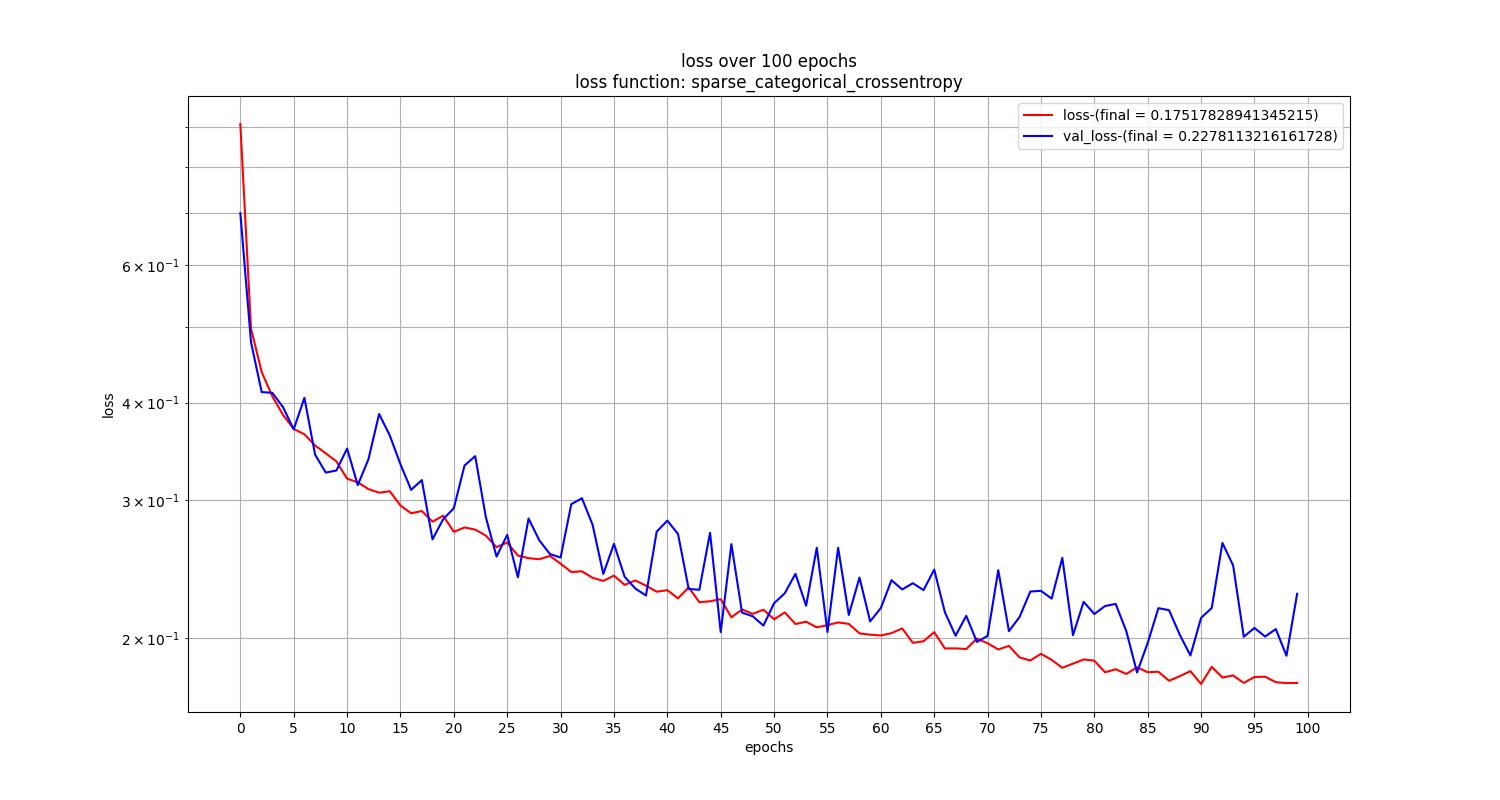 loss over 100 epochs
loss function: sparse_categorical_crossentropy
loss-(final = 0.17517828941345215)
val_loss-(final = 0.2278113216161728)
6 × 10⁻¹
4 × 10⁻¹
3 × 10⁻¹
2 × 10⁻¹
loss
0 5 10 15 20 25 30 35 40 45 50 55 60 65 70 75 80 85 90 95 100
epochs